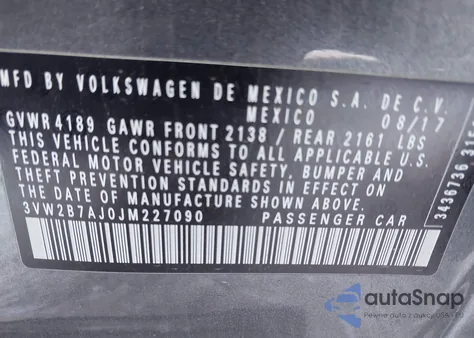 MFD BY VOLKSWAGEN DE MEXICO S.A. DE C.V.
MEXICO 08/17
GVWR 4189 GAWR FRONT 2138 / REAR 2161 LBS
THIS VEHICLE CONFORMS TO ALL APPLICABLE U.S.
FEDERAL MOTOR VEHICLE SAFETY, BUMPER AND
THEFT PREVENTION STANDARDS IN EFFECT ON
THE DATE OF MANUFACTURE SHOWN ABOVE.
3VW2B7AJ0JM227090 PASSENGER CAR
autaSnap